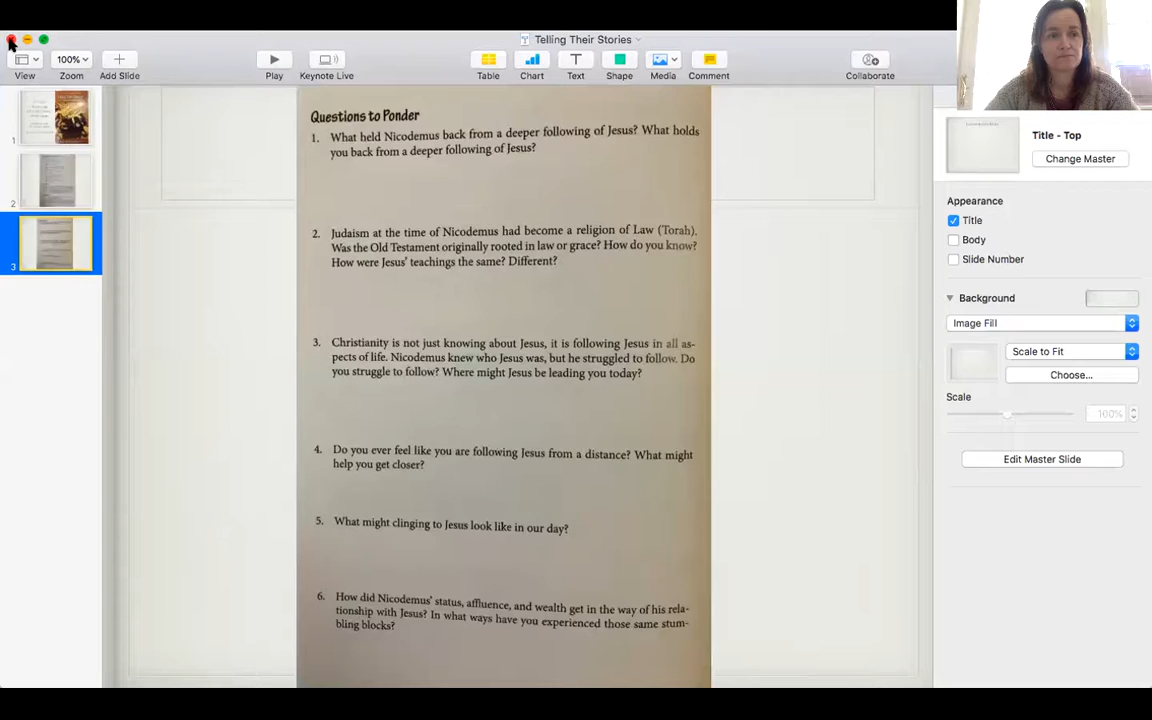 Telling Their Stories
100%
View
Zoom
Add Slide
Play
Keynote Live
Table
Chart
Text
Shape
Media
Comment
Collaborate
1
2
3
Questions to Ponder
1. What held Nicodemus back from a deeper following of Jesus? What holds
you back from a deeper following of Jesus?
2. Judaism at the time of Nicodemus had become a religion of Law (Torah).
Was the Old Testament originally rooted in law or grace? How do you know?
How were Jesus' teachings the same? Different?
3. Christianity is not just knowing about Jesus, it is following Jesus in all as-
pects of life. Nicodemus knew who Jesus was, but he struggled to follow. Do
you struggle to follow? Where might Jesus be leading you today?
4. Do you ever feel like you are following Jesus from a distance? What might
help you get closer?
5. What might clinging to Jesus look like in our day?
6. How did Nicodemus' status, affluence, and wealth get in the way of his rela-
tionship with Jesus? In what ways have you experienced those same stum-
bling blocks?
Title - Top
Change Master
Appearance
Title
Body
Slide Number
Background
Image Fill
Scale to Fit
Choose...
Scale
100%
Edit Master Slide